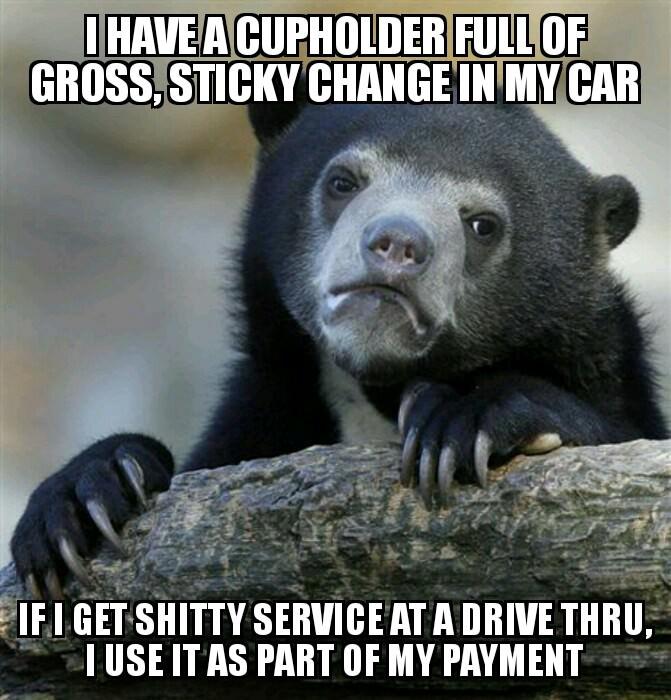 I HAVE A CUPHOLDER FULL OF
GROSS, STICKY CHANGE IN MY CAR
IF I GET SHITTY SERVICE AT A DRIVE THRU,
I USE IT AS PART OF MY PAYMENT